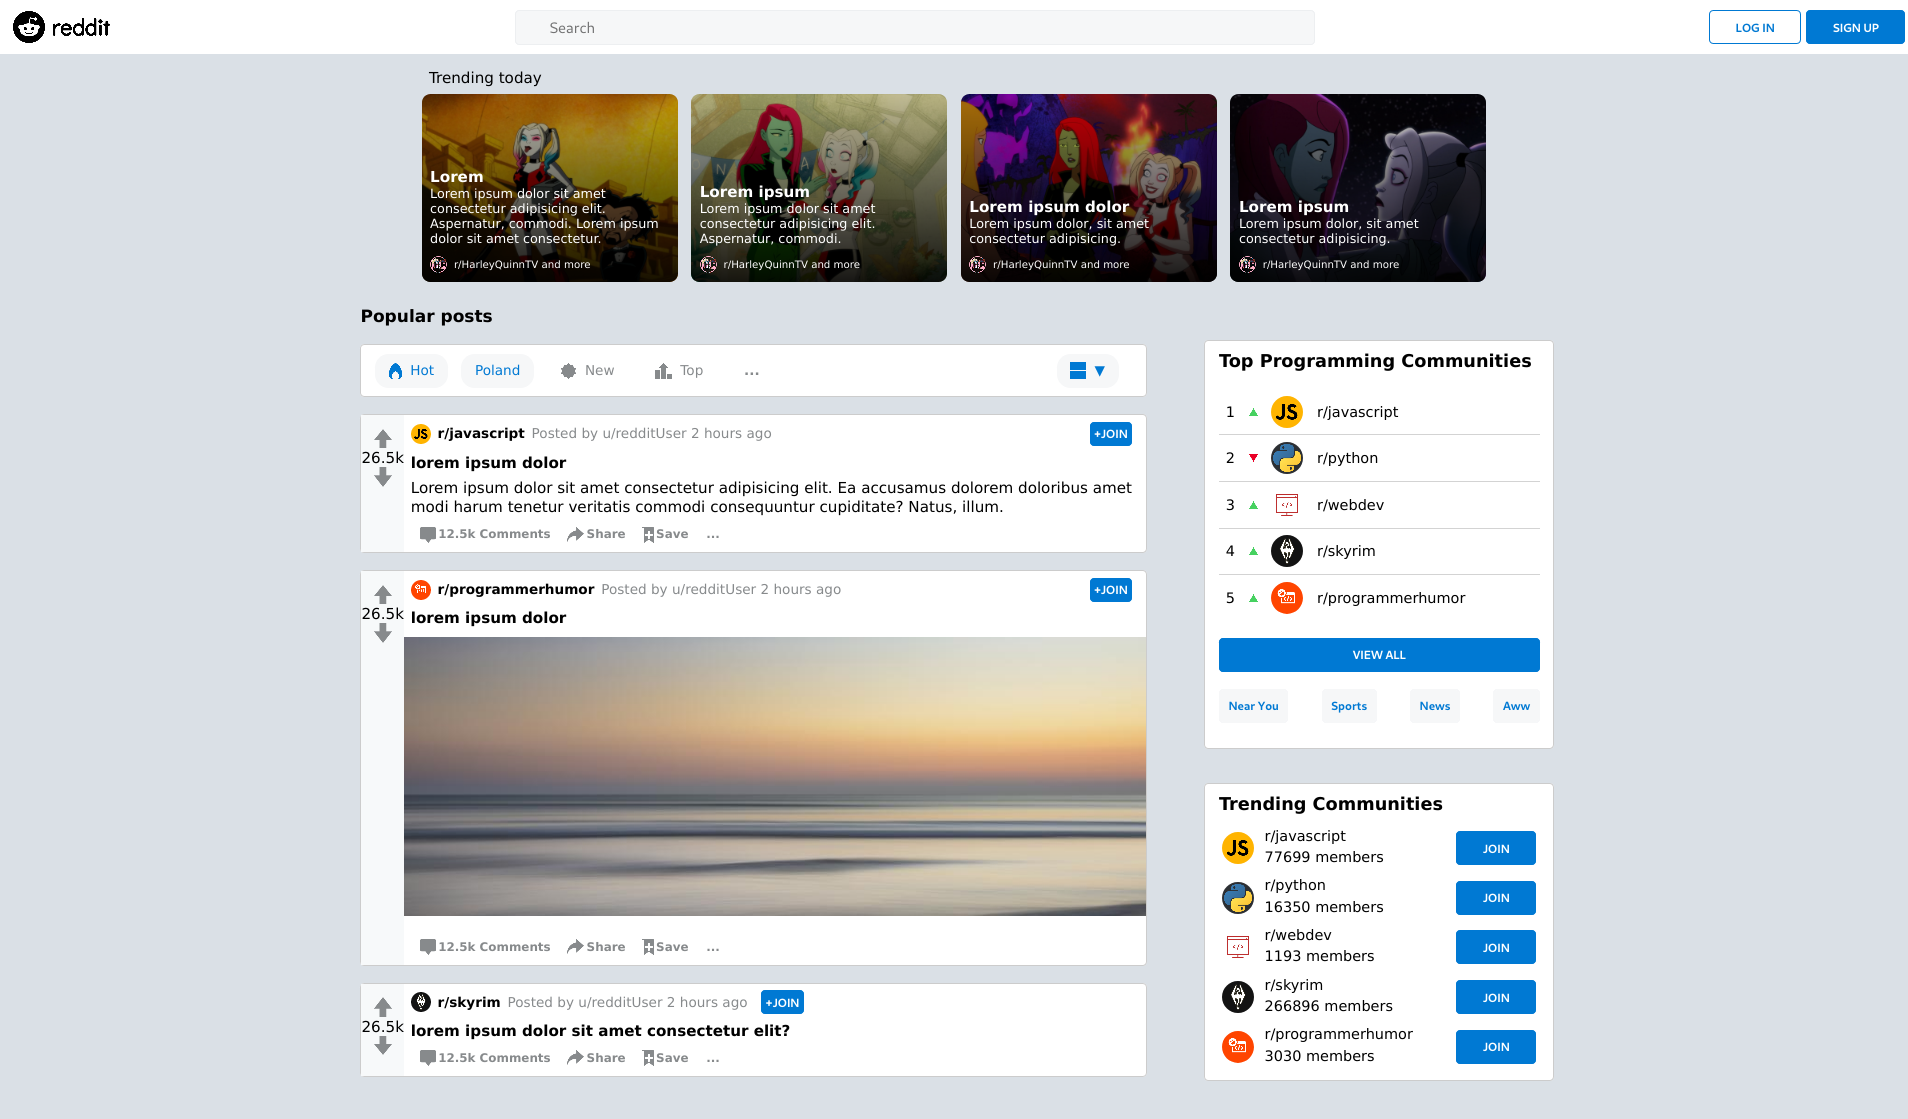 reddit
Search
LOG IN
SIGN UP
Trending today
Lorem
Lorem ipsum dolor sit amet
consectetur adipisicing elit.
Aspernatur, commodi. Lorem ipsum
dolor sit amet consectetur.
r/HarleyQuinnTV and more
Lorem ipsum
Lorem ipsum dolor sit amet
consectetur adipisicing elit.
Aspernatur, commodi.
r/HarleyQuinnTV and more
Lorem ipsum dolor
Lorem ipsum dolor, sit amet
consectetur adipisicing.
r/HarleyQuinnTV and more
Lorem ipsum
Lorem ipsum dolor, sit amet
consectetur adipisicing.
r/HarleyQuinnTV and more
Popular posts
Hot
Poland
New
Top
...
JS r/javascript Posted by u/redditUser 2 hours ago
+JOIN
26.5k
lorem ipsum dolor
Lorem ipsum dolor sit amet consectetur adipisicing elit. Ea accusamus dolorem doloribus amet
modi harum tenetur veritatis commodi consequuntur cupiditate? Natus, illum.
12.5k Comments Share Save ...
r/programmerhumor Posted by u/redditUser 2 hours ago
+JOIN
26.5k
lorem ipsum dolor
12.5k Comments Share Save ...
r/skyrim Posted by u/redditUser 2 hours ago
+JOIN
26.5k
lorem ipsum dolor sit amet consectetur elit?
12.5k Comments Share Save ...
Top Programming Communities
1 JS r/javascript
2 r/python
3 </> r/webdev
4 r/skyrim
5 r/programmerhumor
VIEW ALL
Near You
Sports
News
Aww
Trending Communities
JS
r/javascript
77699 members
JOIN
r/python
16350 members
JOIN
</>
r/webdev
1193 members
JOIN
r/skyrim
266896 members
JOIN
r/programmerhumor
3030 members
JOIN